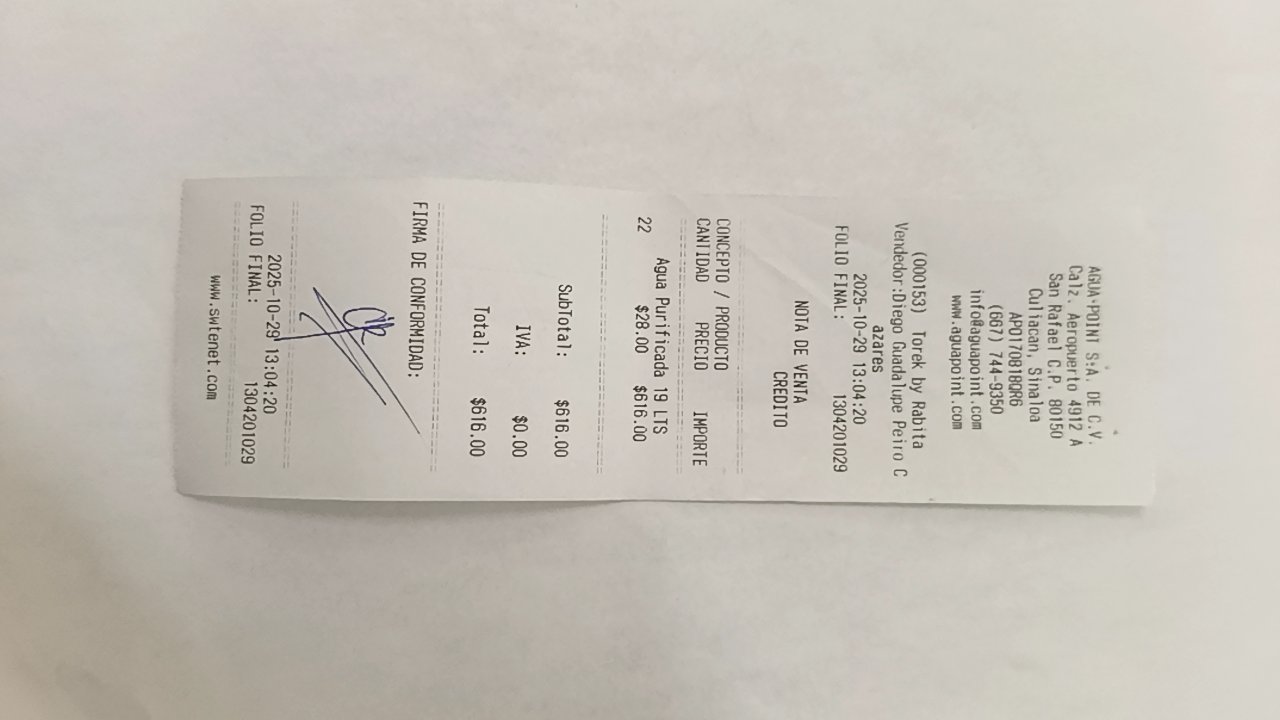 AGUA-POINT S.A. DE C.V.
Calz. Aeropuerto 4912 A
San Rafael C.P. 80150
Culiacan, Sinaloa
APO170818QR6
(667) 744-9350
info@aguapoint.com
www.aguapoint.com
(000153) Torek by Rabita
Vendedor:Diego Guadalupe Peiro C
azares
2025-10-29 13:04:20
FOLIO FINAL: 1304201029
NOTA DE VENTA
CREDITO
CONCEPTO / PRODUCTO
CANTIDAD PRECIO IMPORTE
Agua Purificada 19 LTS
22 $28.00 $616.00
SubTotal: $616.00
IVA: $0.00
Total: $616.00
FIRMA DE CONFORMIDAD:
2025-10-29 13:04:20
FOLIO FINAL: 1304201029
www.swtenet.com